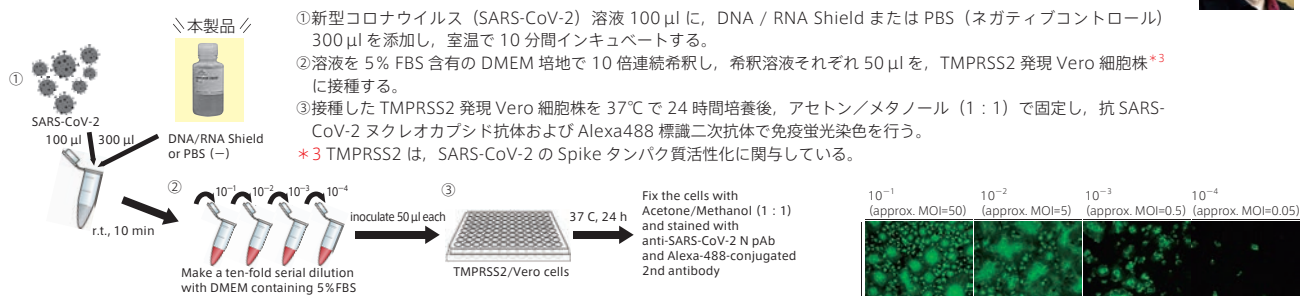 本製品
①新型コロナウイルス（SARS-CoV-2）溶液 100 µl に，DNA / RNA Shield または PBS（ネガティブコントロール）
300 µl を添加し，室温で 10 分間インキュベートする。
②溶液を 5% FBS 含有の DMEM 培地で 10 倍連続希釈し，希釈溶液それぞれ 50 µl を，TMPRSS2 発現 Vero 細胞株*3
に接種する。
③接種した TMPRSS2 発現 Vero 細胞株を 37℃ で 24 時間培養後，アセトン／メタノール（1：1）で固定し，抗 SARS-
CoV-2 ヌクレオカプシド抗体および Alexa488 標識二次抗体で免疫蛍光染色を行う。
＊3 TMPRSS2 は，SARS-CoV-2 の Spike タンパク質活性化に関与している。
①
SARS-CoV-2
100 µl
300 µl
DNA/RNA Shield
or PBS (−)
r.t., 10 min
②
10⁻¹ 10⁻² 10⁻³ 10⁻⁴
Make a ten-fold serial dilution
with DMEM containing 5%FBS
inoculate 50 µl each
③
TMPRSS2/Vero cells
37 C, 24 h
Fix the cells with
Acetone/Methanol (1 : 1)
and stained with
anti-SARS-CoV-2 N pAb
and Alexa-488-conjugated
2nd antibody
10⁻¹ 10⁻² 10⁻³ 10⁻⁴
(approx. MOI=50) (approx. MOI=5) (approx. MOI=0.5) (approx. MOI=0.05)